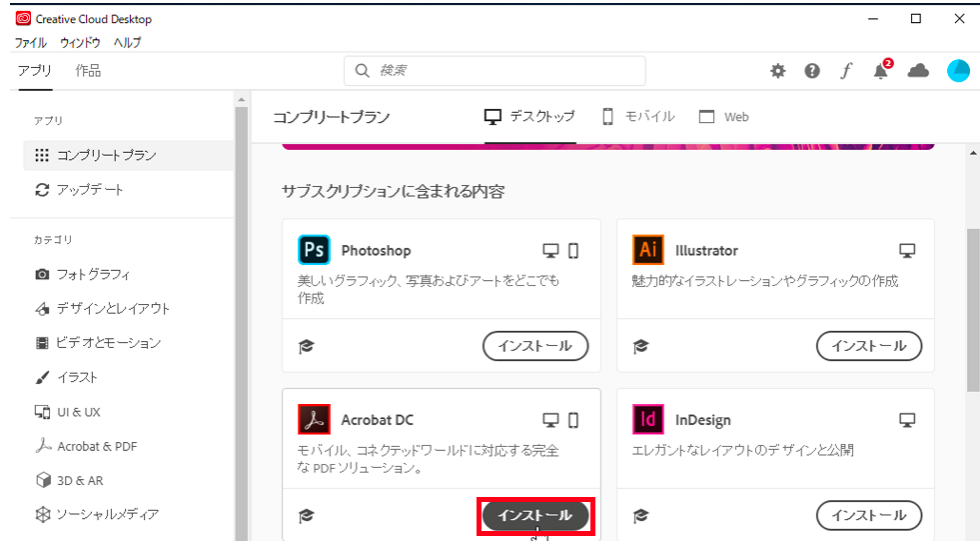 Creative Cloud Desktop
ファイル ウィンドウ ヘルプ
アプリ 作品
検索
2
アプリ
コンプリートプラン
アップデート
カテゴリ
フォトグラフィ
デザインとレイアウト
ビデオとモーション
イラスト
UI & UX
Acrobat & PDF
3D & AR
ソーシャルメディア
コンプリートプラン デスクトップ モバイル Web
サブスクリプションに含まれる内容
Ps Photoshop
美しいグラフィック、写真およびアートをどこでも
作成
インストール
Ai Illustrator
魅力的なイラストレーションやグラフィックの作成
インストール
Acrobat DC
モバイル、コネクテッドワールドに対応する完全
な PDF ソリューション。
インストール
Id InDesign
エレガントなレイアウトのデザインと公開
インストール